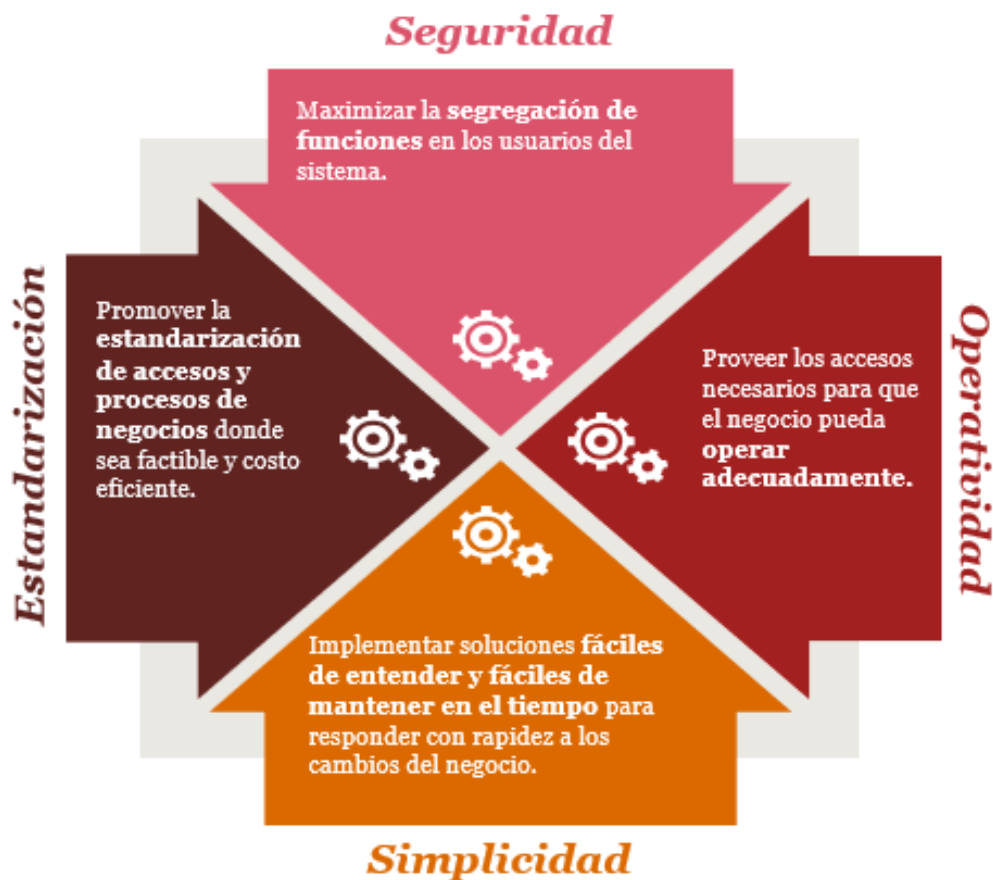 Seguridad
Maximizar la segregación de
funciones en los usuarios del
sistema.
Estandarización
Promover la
estandarización
de accesos y
procesos de
negocios donde
sea factible y costo
eficiente.
Operatividad
Proveer los accesos
necesarios para que
el negocio pueda
operar
adecuadamente.
Implementar soluciones fáciles
de entender y fáciles de
mantener en el tiempo para
responder con rapidez a los
cambios del negocio.
Simplicidad